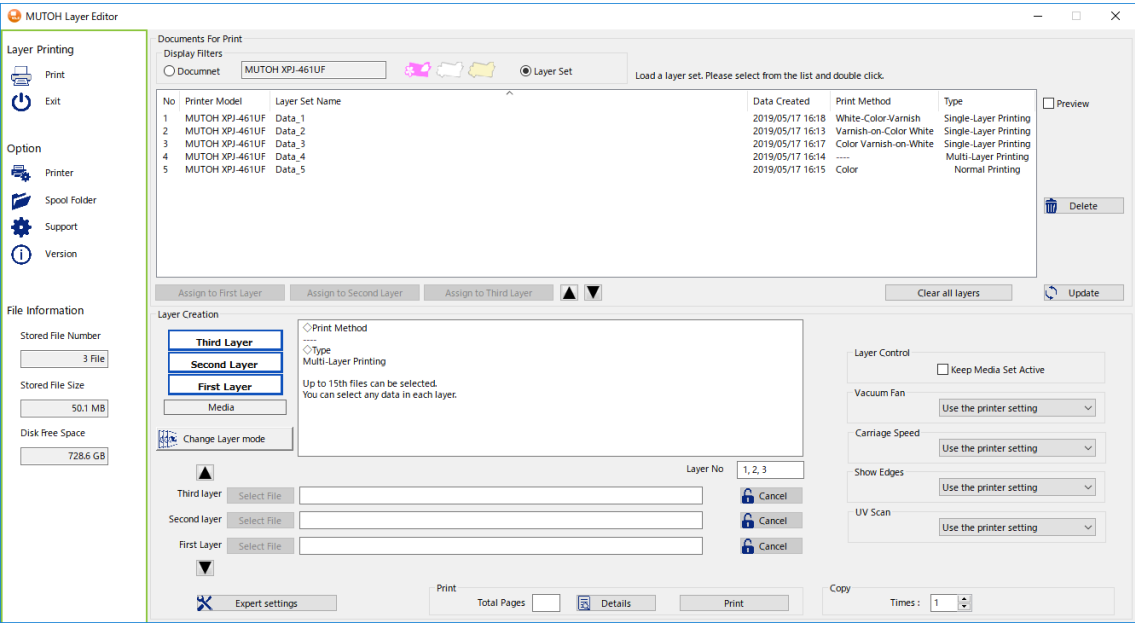 MUTOH Layer Editor
Layer Printing
Print
Exit
Option
Printer
Spool Folder
Support
Version
File Information
Stored File Number
3 File
Stored File Size
50.1 MB
Disk Free Space
728.6 GB
Documents For Print
Display Filters
Documnet MUTOH XPJ-461UF Layer Set
Load a layer set. Please select from the list and double click.
No Printer Model Layer Set Name Data Created Print Method Type
1 MUTOH XPJ-461UF Data_1 2019/05/17 16:18 White-Color-Varnish Single-Layer Printing
2 MUTOH XPJ-461UF Data_2 2019/05/17 16:13 Varnish-on-Color White Single-Layer Printing
3 MUTOH XPJ-461UF Data_3 2019/05/17 16:17 Color Varnish-on-White Single-Layer Printing
4 MUTOH XPJ-461UF Data_4 2019/05/17 16:14 ---- Multi-Layer Printing
5 MUTOH XPJ-461UF Data_5 2019/05/17 16:15 Color Normal Printing
Preview
Delete
Assign to First Layer Assign to Second Layer Assign to Third Layer ▲ ▼ Clear all layers Update
Layer Creation
Third Layer
Second Layer
First Layer
Media
Change Layer mode
◇Print Method
----
◇Type
Multi-Layer Printing
Up to 15th files can be selected.
You can select any data in each layer.
Layer No 1, 2, 3
▲
Third layer Select File Cancel
Second layer Select File Cancel
First Layer Select File Cancel
▼
Layer Control
Keep Media Set Active
Vacuum Fan
Use the printer setting
Carriage Speed
Use the printer setting
Show Edges
Use the printer setting
UV Scan
Use the printer setting
Expert settings
Print
Total Pages Details Print
Copy
Times : 1